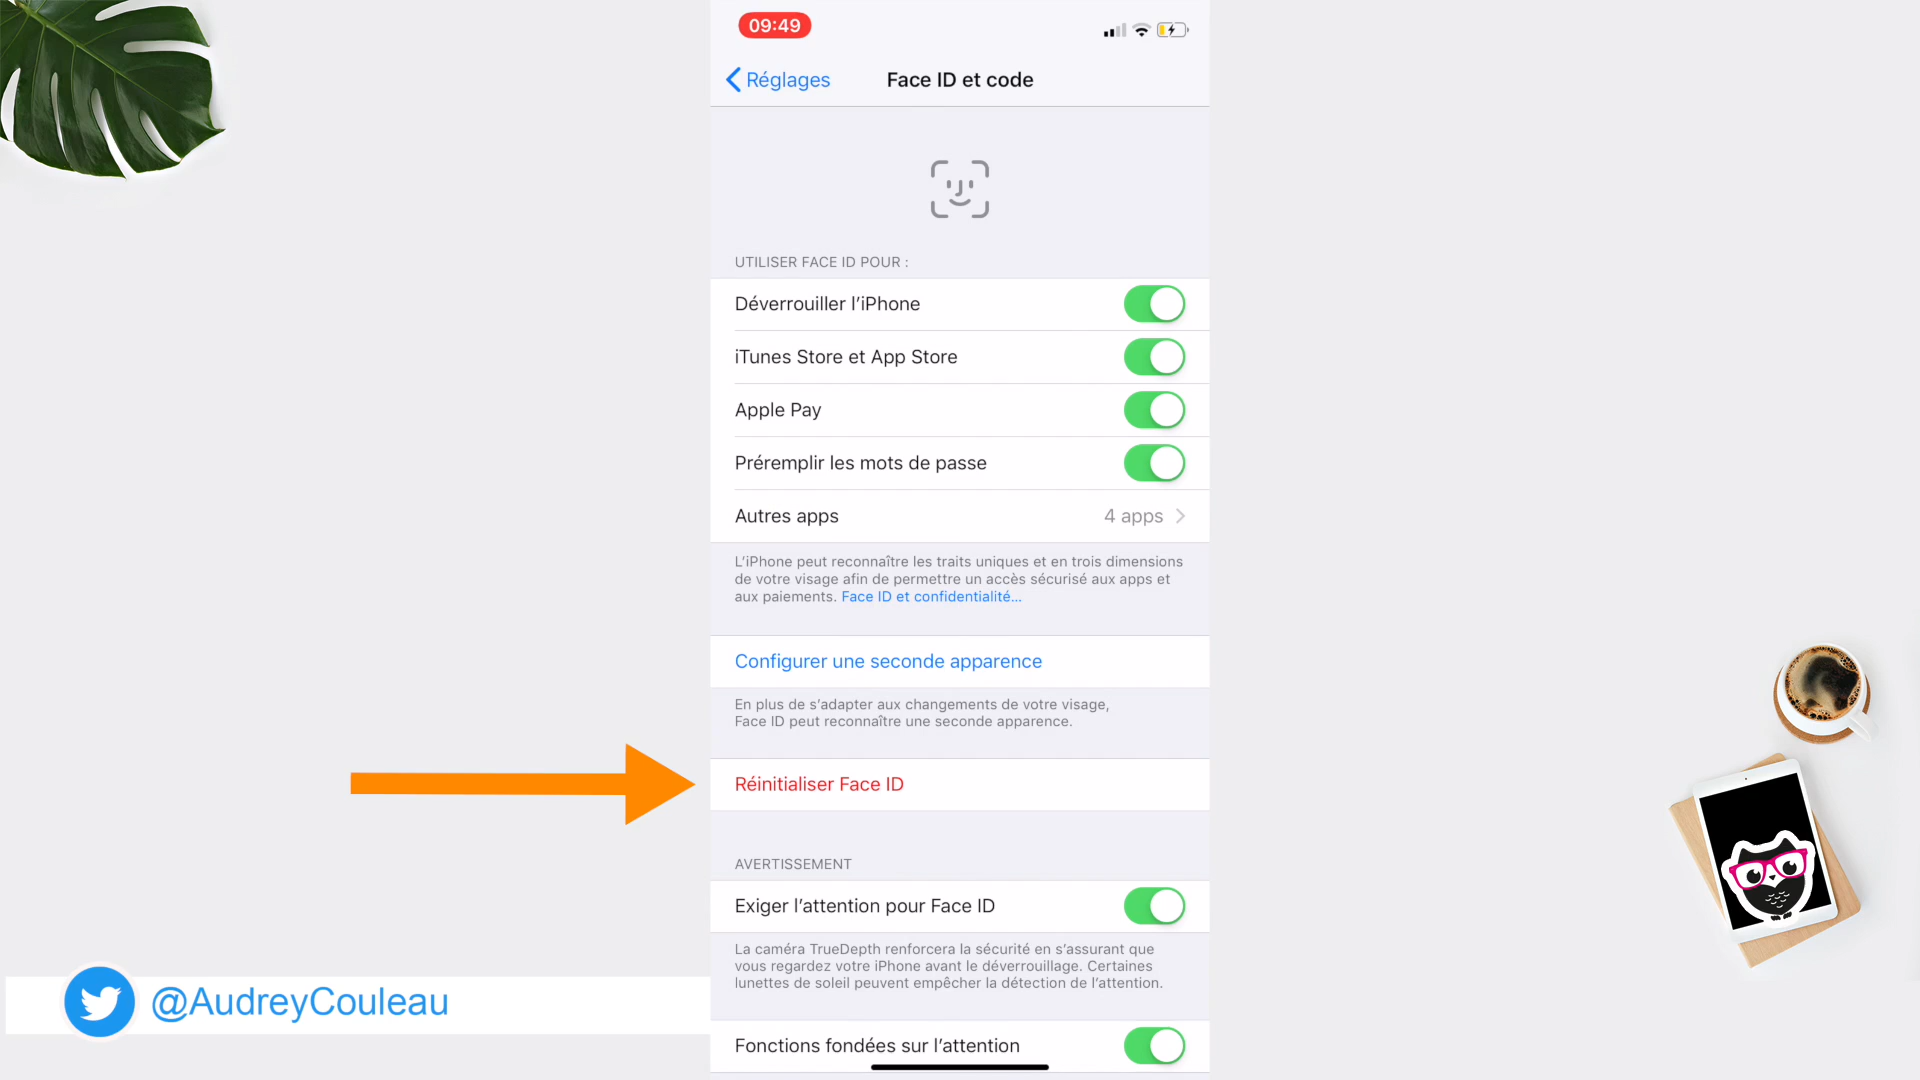 09:49
Réglages
Face ID et code
UTILISER FACE ID POUR :
Déverrouiller l’iPhone
iTunes Store et App Store
Apple Pay
Préremplir les mots de passe
Autres apps
4 apps
L’iPhone peut reconnaître les traits uniques et en trois dimensions
de votre visage afin de permettre un accès sécurisé aux apps et
aux paiements. Face ID et confidentialité...
Configurer une seconde apparence
En plus de s’adapter aux changements de votre visage,
Face ID peut reconnaître une seconde apparence.
Réinitialiser Face ID
AVERTISSEMENT
Exiger l’attention pour Face ID
La caméra TrueDepth renforcera la sécurité en s’assurant que
vous regardez votre iPhone avant le déverrouillage. Certaines
lunettes de soleil peuvent empêcher la détection de l’attention.
Fonctions fondées sur l’attention
@AudreyCouleau